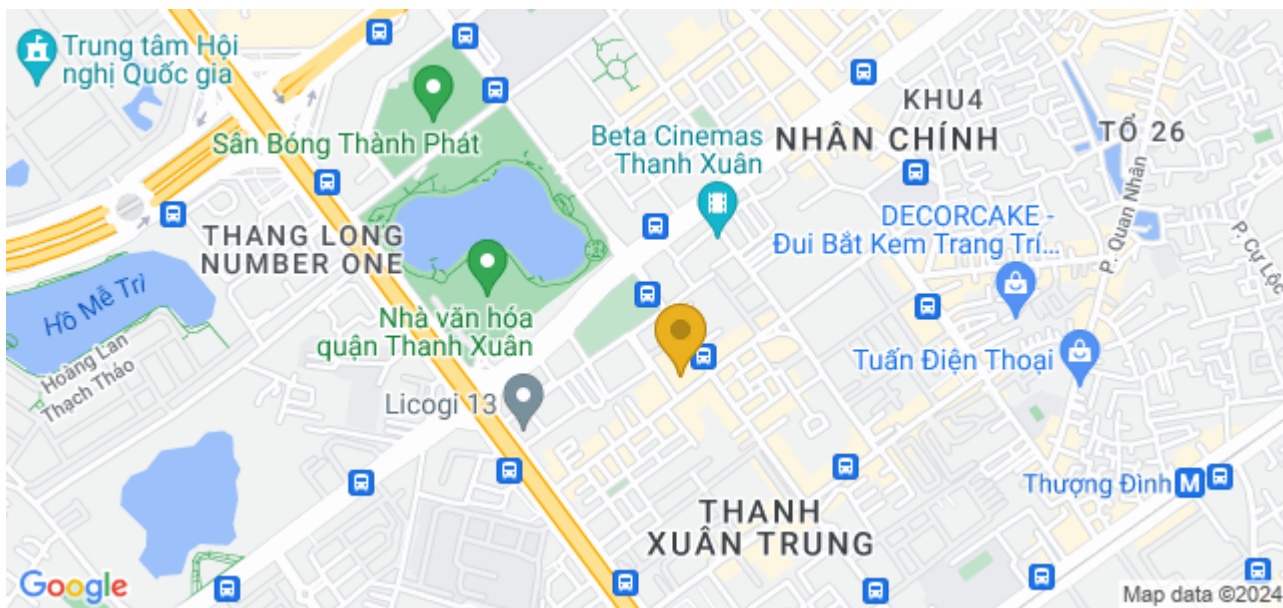 Trung tâm Hội
nghị Quốc gia
Sân Bóng Thành Phát
Beta Cinemas
Thanh Xuân
KHU4
NHÂN CHÍNH
TỔ 26
P. Quan Nhân
P. Cự Lộc
THANG LONG
NUMBER ONE
DECORCAKE -
Đui Bắt Kem Trang Trí...
Hồ Mễ Trì
Nhà văn hóa
quận Thanh Xuân
Hoàng Lan
Thạch Thảo
Tuấn Điện Thoại
Licogi 13
Thượng Đình M
THANH
XUÂN TRUNG
Google
Map data ©2024